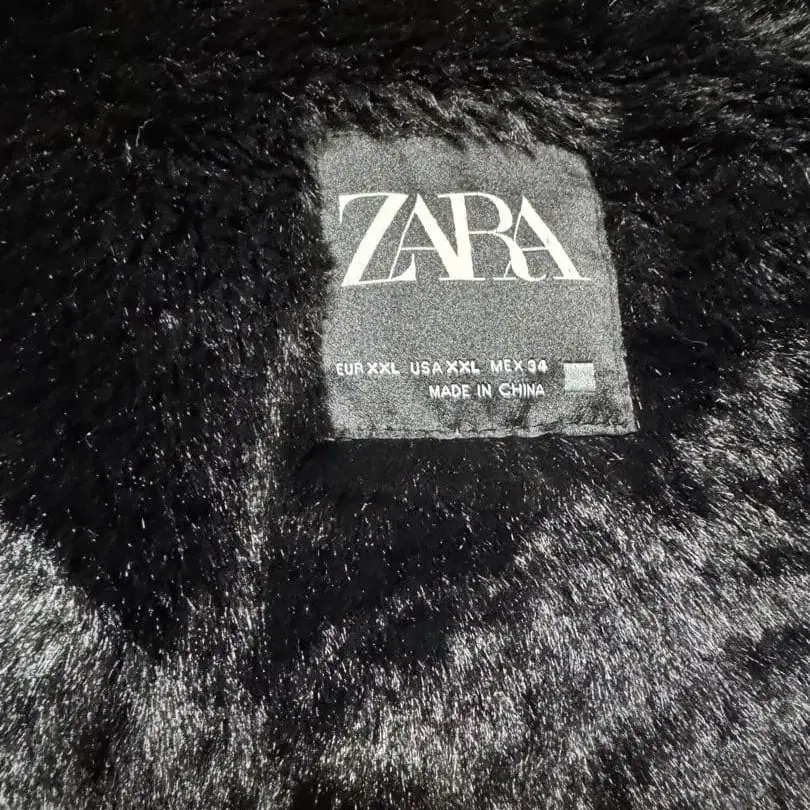 ZARA
EUR XXL USA XXL MEX 34
MADE IN CHINA